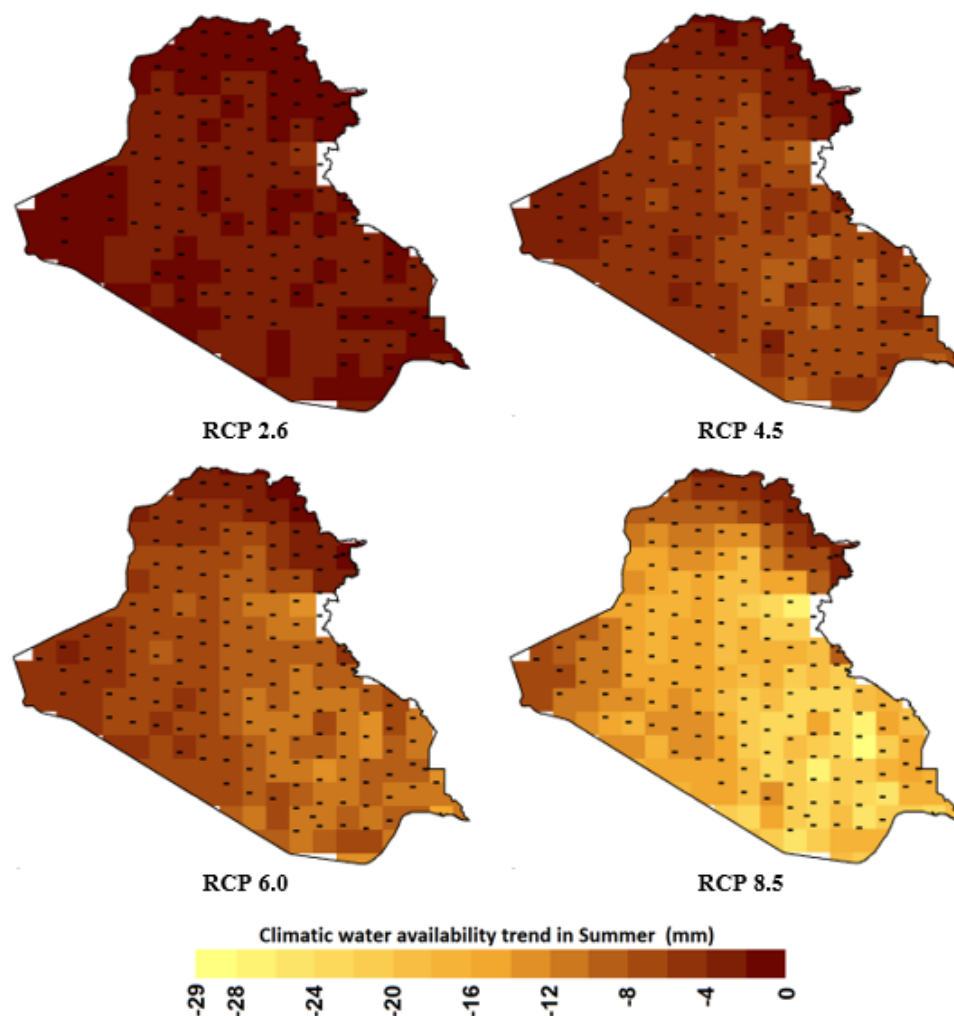 RCP 2.6
RCP 4.5
RCP 6.0
RCP 8.5
Climatic water availability trend in Summer (mm)
-29
-28
-24
-20
-16
-12
-8
-4
0